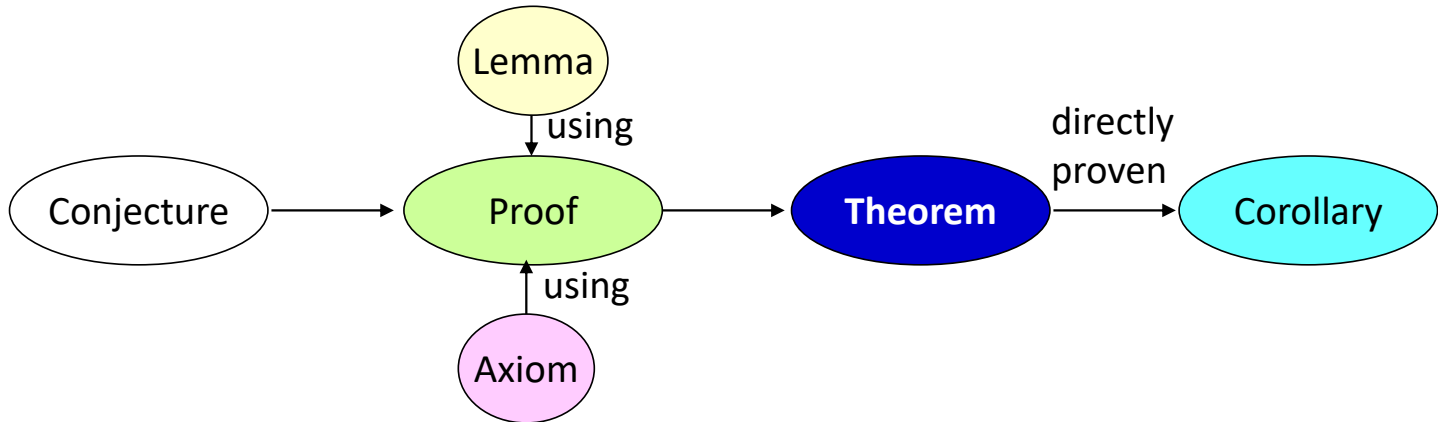 Lemma
using
directly
proven
Conjecture
Proof
Theorem
Corollary
using
Axiom